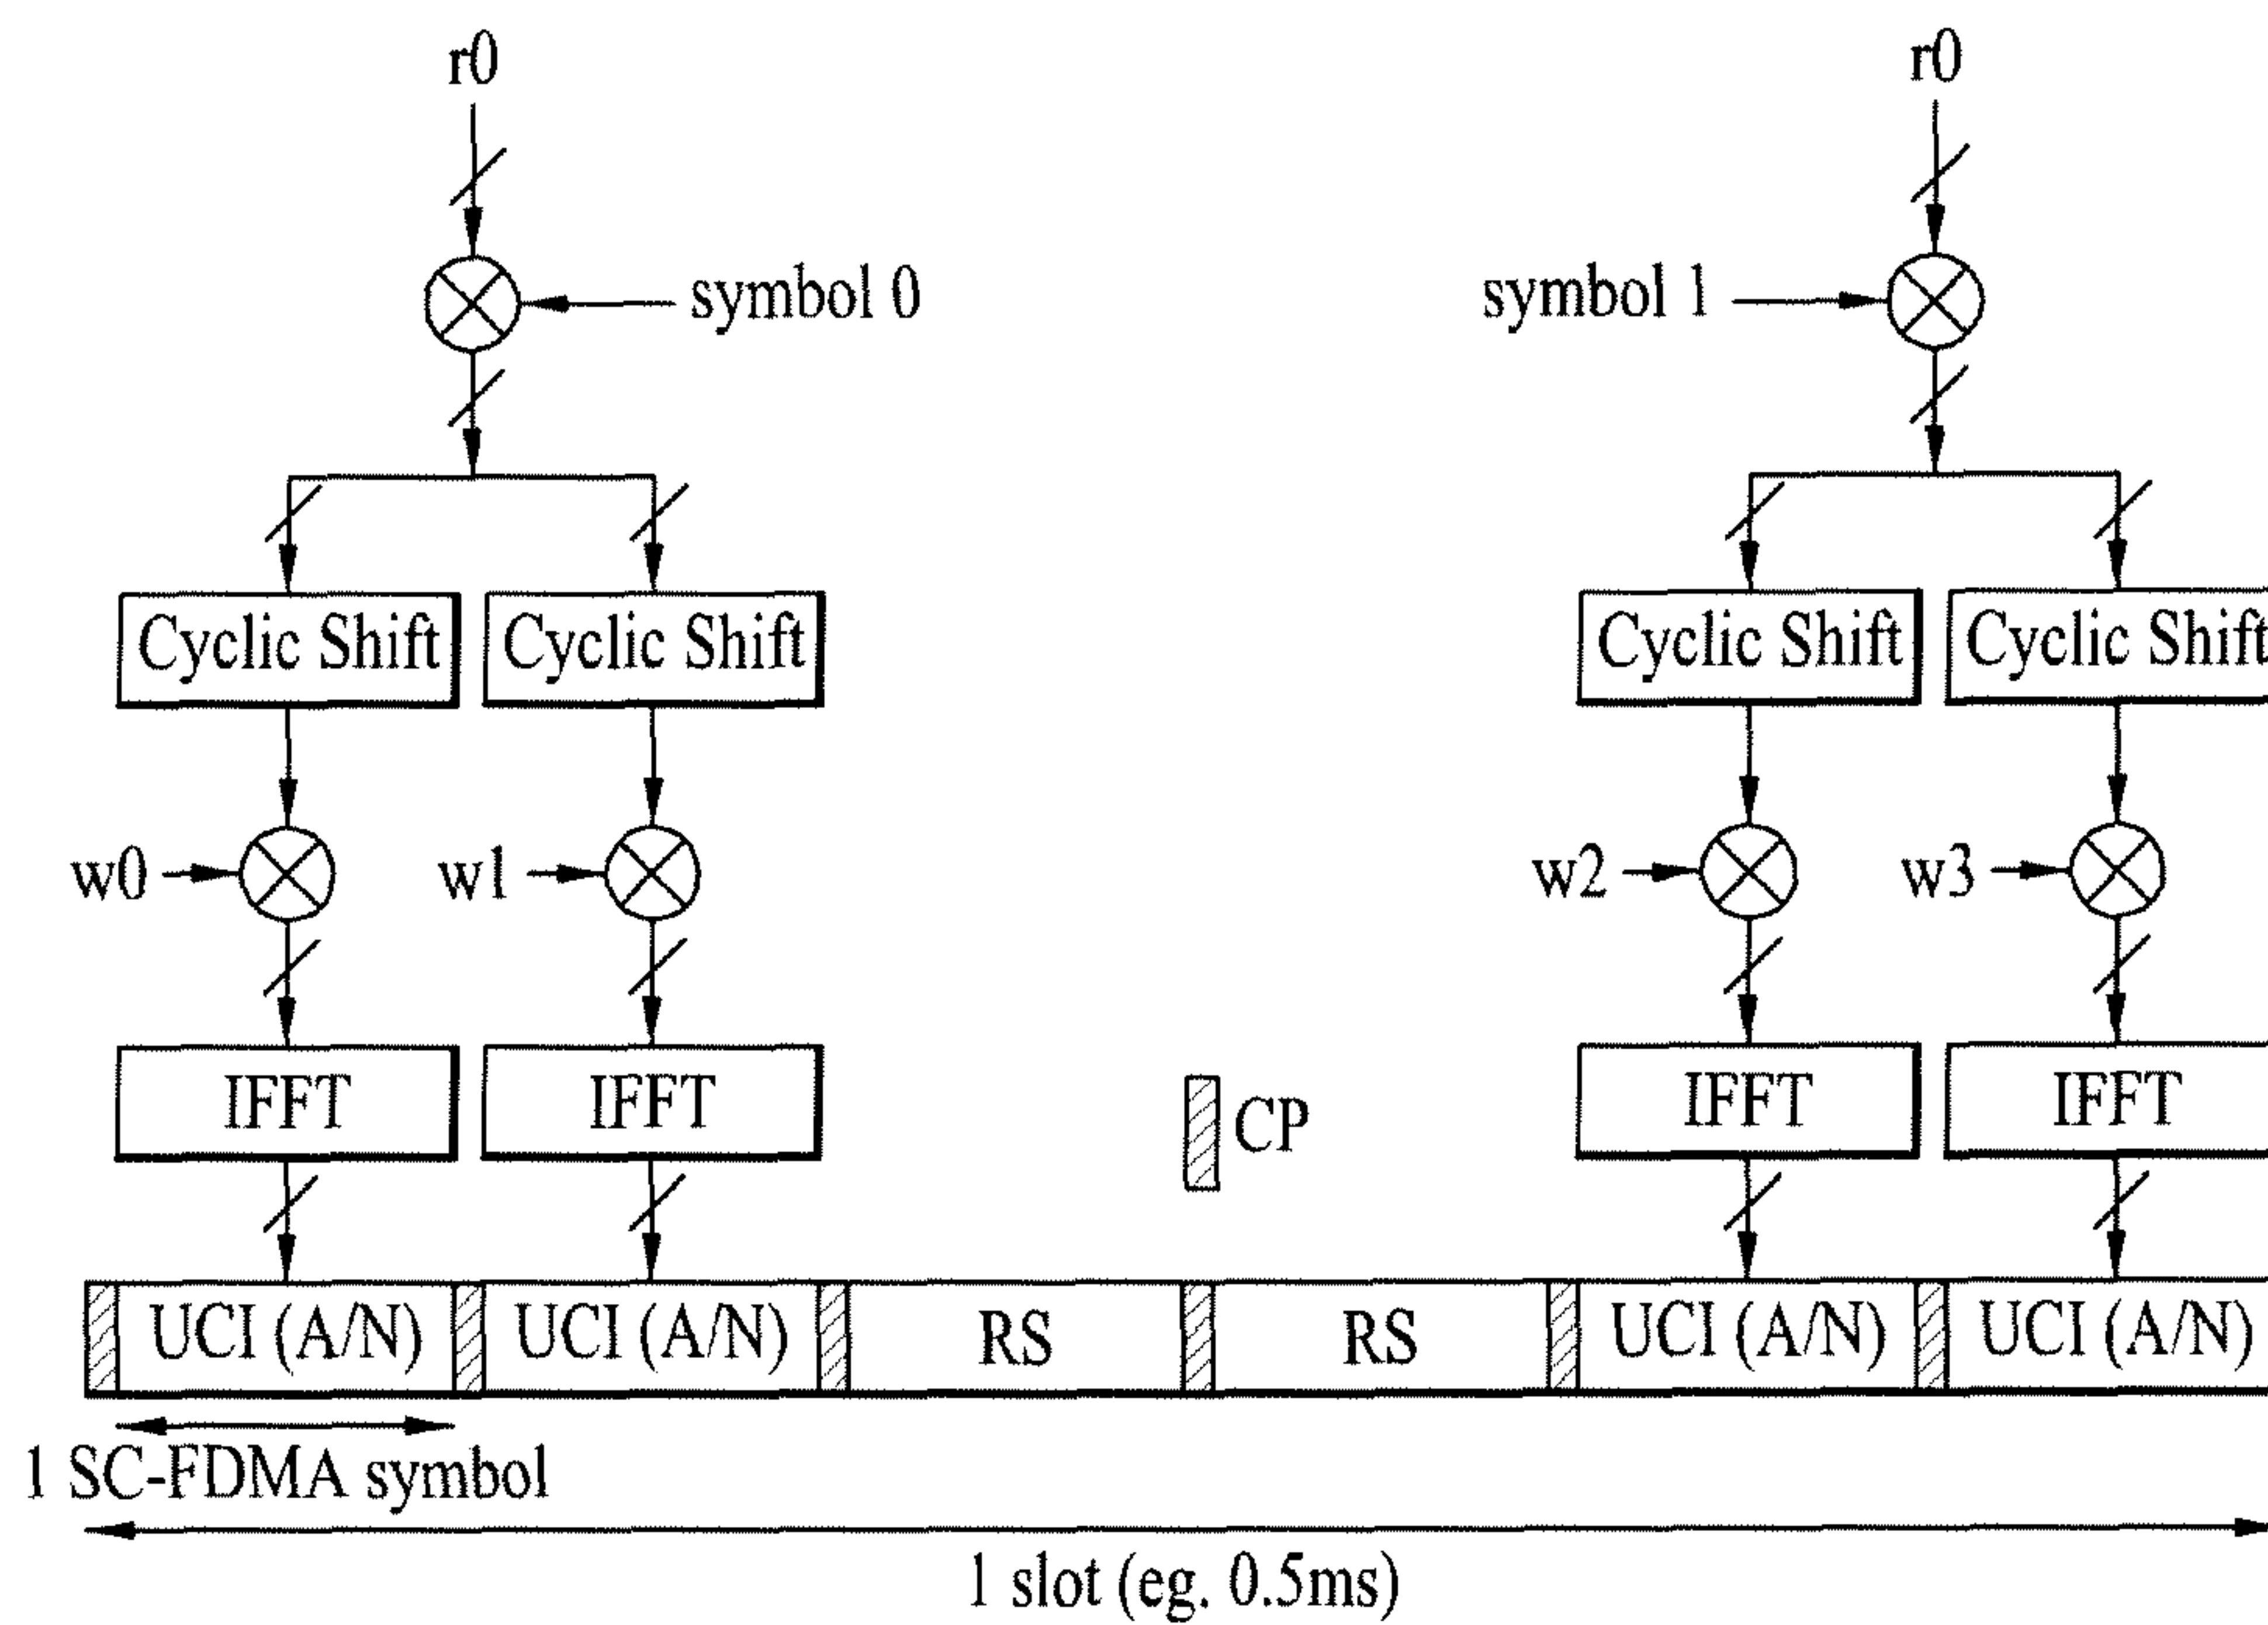 r0 r0
symbol 0 symbol 1
Cyclic Shift Cyclic Shift Cyclic Shift Cyclic Shift
w0 w1 w2 w3
IFFT IFFT CP IFFT IFFT
UCI (A/N) UCI (A/N) RS RS UCI (A/N) UCI (A/N)
1 SC-FDMA symbol
1 slot (eg. 0.5ms)